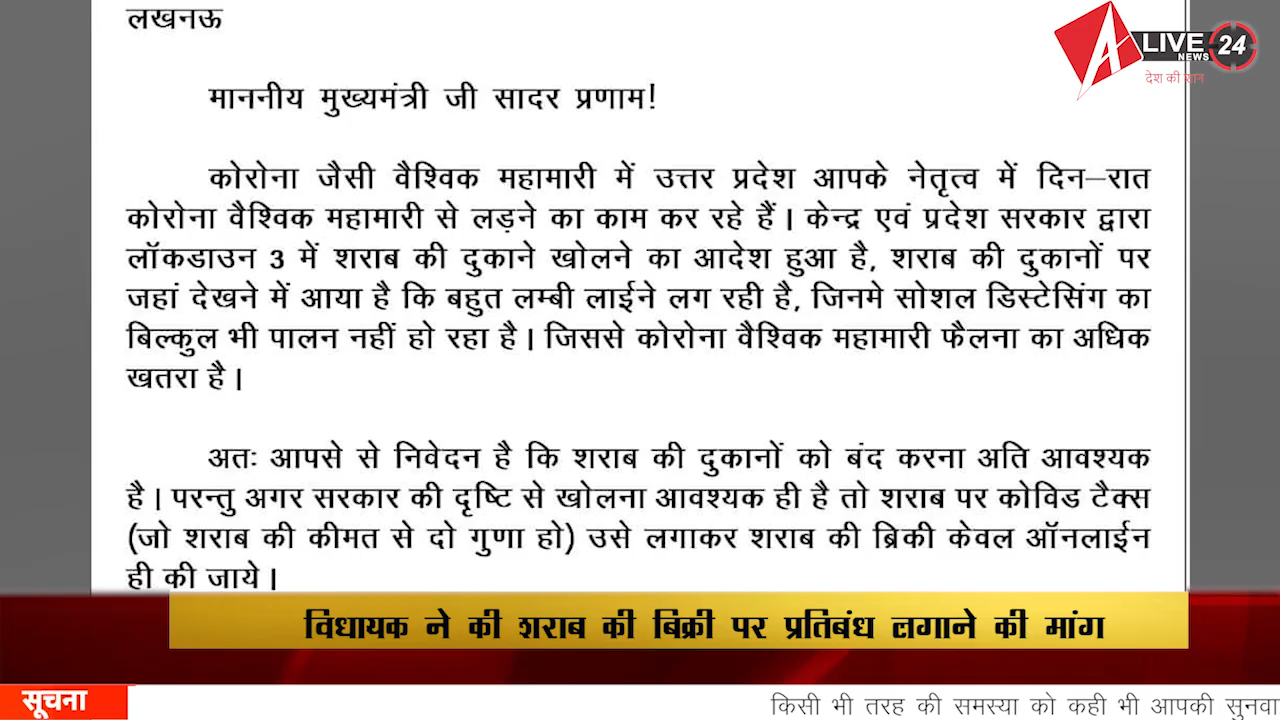 लखनऊ
LIVE
NEWS
24
देश की शान
माननीय मुख्यमंत्री जी सादर प्रणाम!
कोरोना जैसी वैश्विक महामारी में उत्तर प्रदेश आपके नेतृत्व में दिन–रात
कोरोना वैश्विक महामारी से लड़ने का काम कर रहे हैं। केन्द्र एवं प्रदेश सरकार द्वारा
लॉकडाउन 3 में शराब की दुकाने खोलने का आदेश हुआ है, शराब की दुकानों पर
जहां देखने में आया है कि बहुत लम्बी लाईने लग रही है, जिनमे सोशल डिस्टेसिंग का
बिल्कुल भी पालन नहीं हो रहा है। जिससे कोरोना वैश्विक महामारी फैलना का अधिक
खतरा है।
अतः आपसे से निवेदन है कि शराब की दुकानों को बंद करना अति आवश्यक
है। परन्तु अगर सरकार की दृष्टि से खोलना आवश्यक ही है तो शराब पर कोविड टैक्स
(जो शराब की कीमत से दो गुणा हो) उसे लगाकर शराब की ब्रिकी केवल ऑनलाईन
ही की जाये।
विधायक ने की शराब की बिक्री पर प्रतिबंध लगाने की मांग
सूचना
किसी भी तरह की समस्या को कही भी आपकी सुनवा